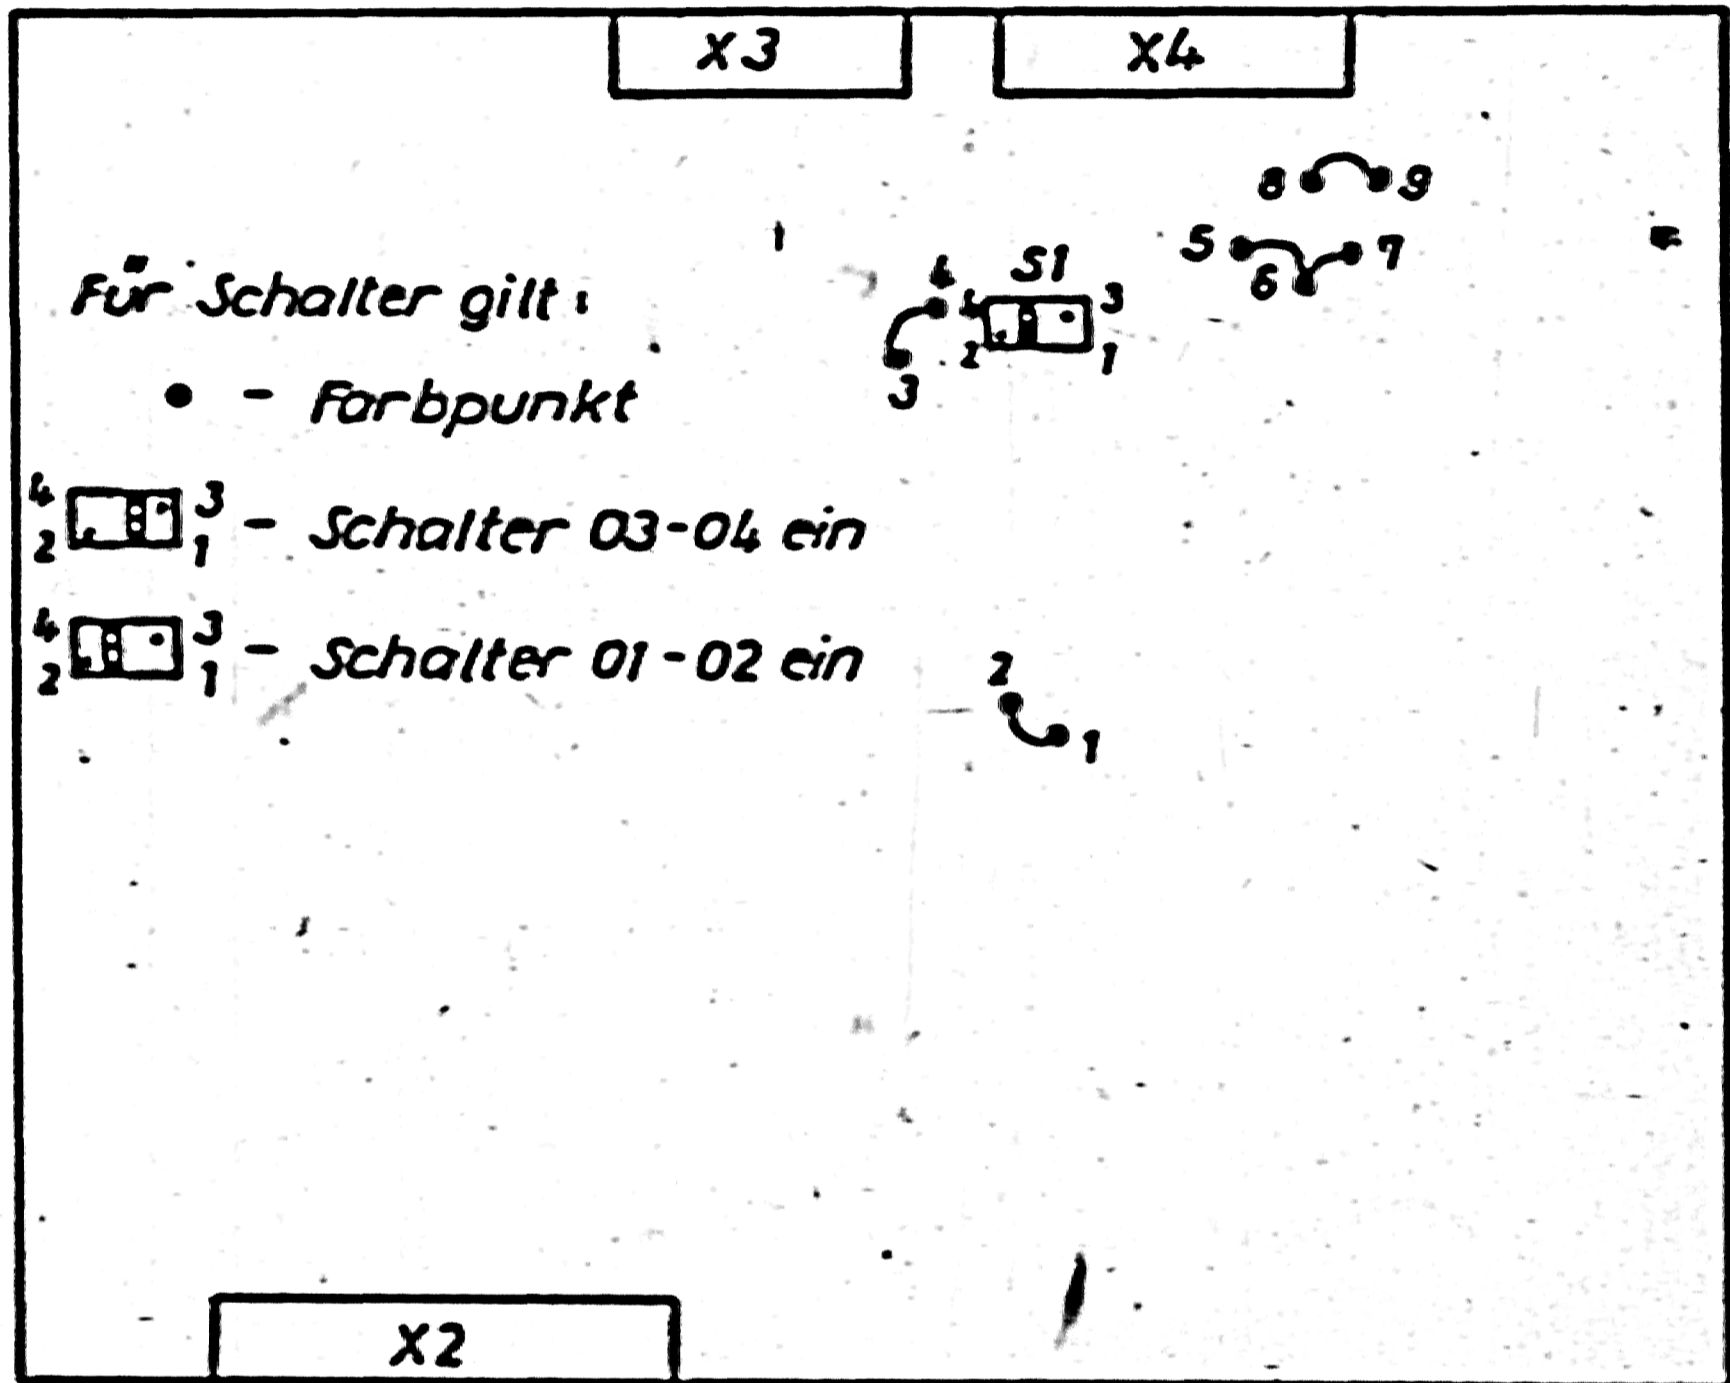 X3 X4
8 9
5 7
6
Für Schalter gilt:
4 S1
4 3
2 1
3
● - Farbpunkt
4 3 - Schalter 03-04 ein
2 1
4 3 - Schalter 01-02 ein
2 1
2
1
X2